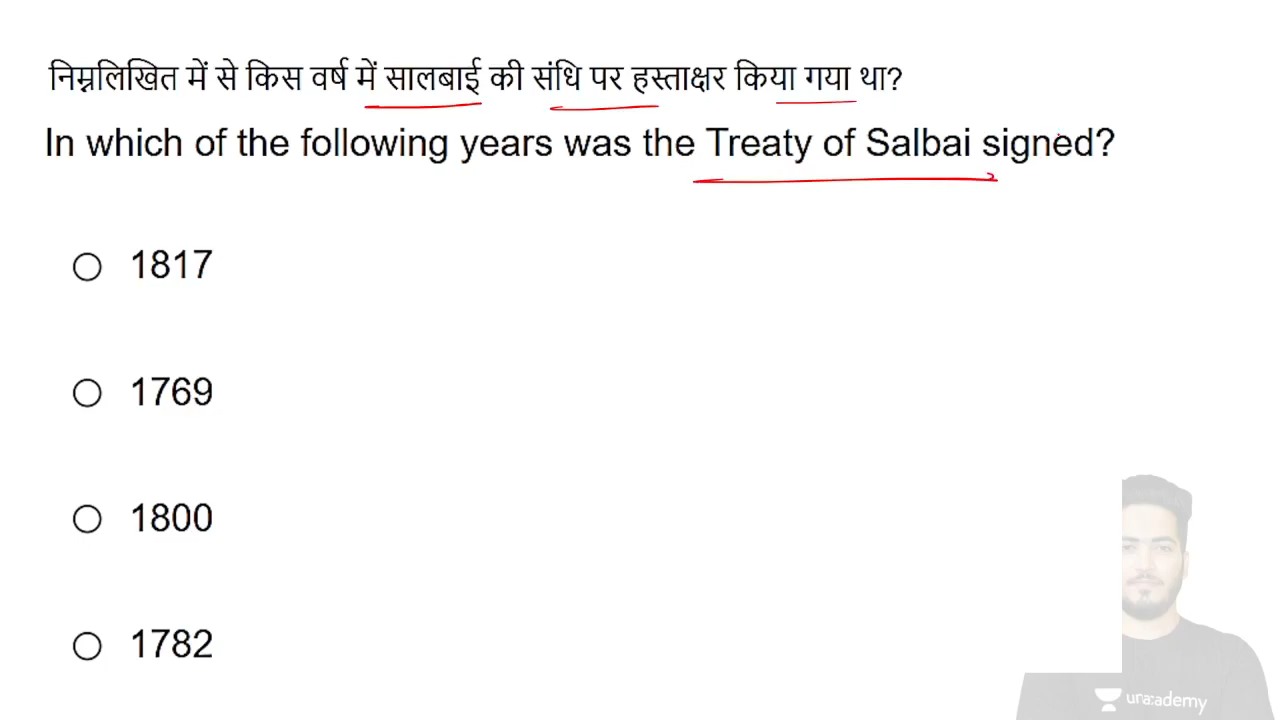 निम्नलिखित में से किस वर्ष में सालबाई की संधि पर हस्ताक्षर किया गया था?
In which of the following years was the Treaty of Salbai signed?
1817
1769
1800
1782